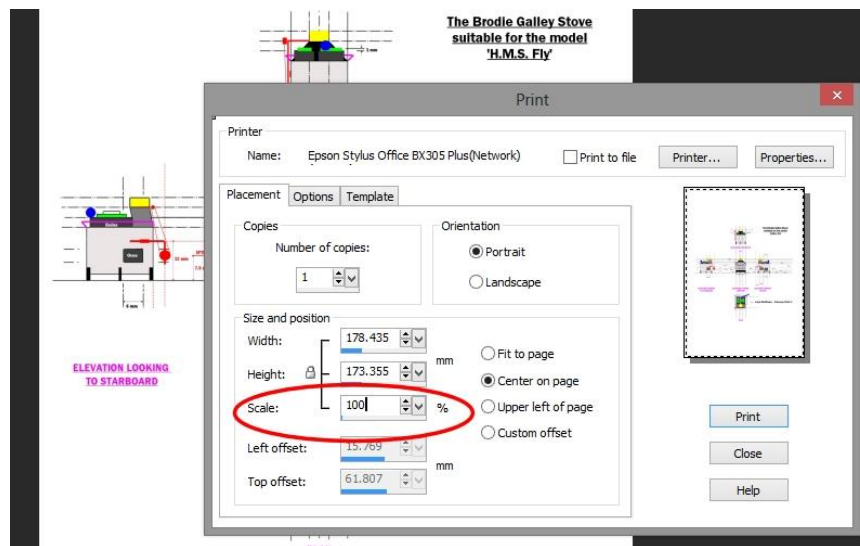 The Brodie Galley Stove
suitable for the model
'H.M.S. Fly'
1 mm
Print
Printer
Name: Epson Stylus Office BX305 Plus(Network)
Print to file
Printer...
Properties...
Placement Options Template
Copies
Number of copies:
1
Orientation
Portrait
Landscape
Size and position
Width: 178.435
Height: 173.355
mm
Scale: 100 %
Left offset: 15.769
Top offset: 61.807
mm
Fit to page
Center on page
Upper left of page
Custom offset
Print
Close
Help
ELEVATION LOOKING
TO STARBOARD